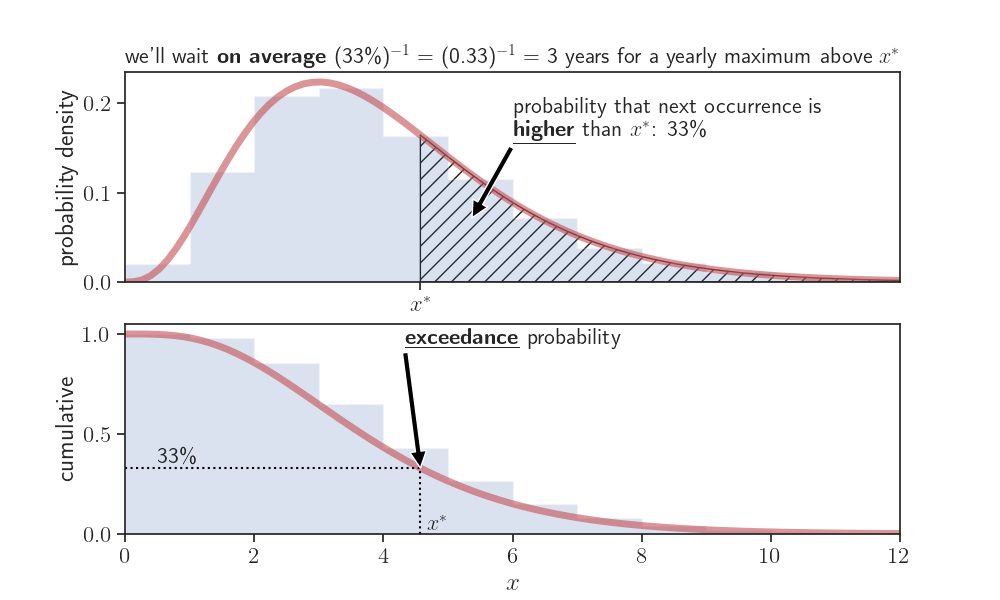 we'll wait on average (33%)⁻¹ = (0.33)⁻¹ = 3 years for a yearly maximum above x*
probability density
0.2
0.1
0.0
probability that next occurrence is
higher than x*: 33%
x*
cumulative
1.0
0.5
0.0
exceedance probability
33%
x*
0 2 4 6 8 10 12
x